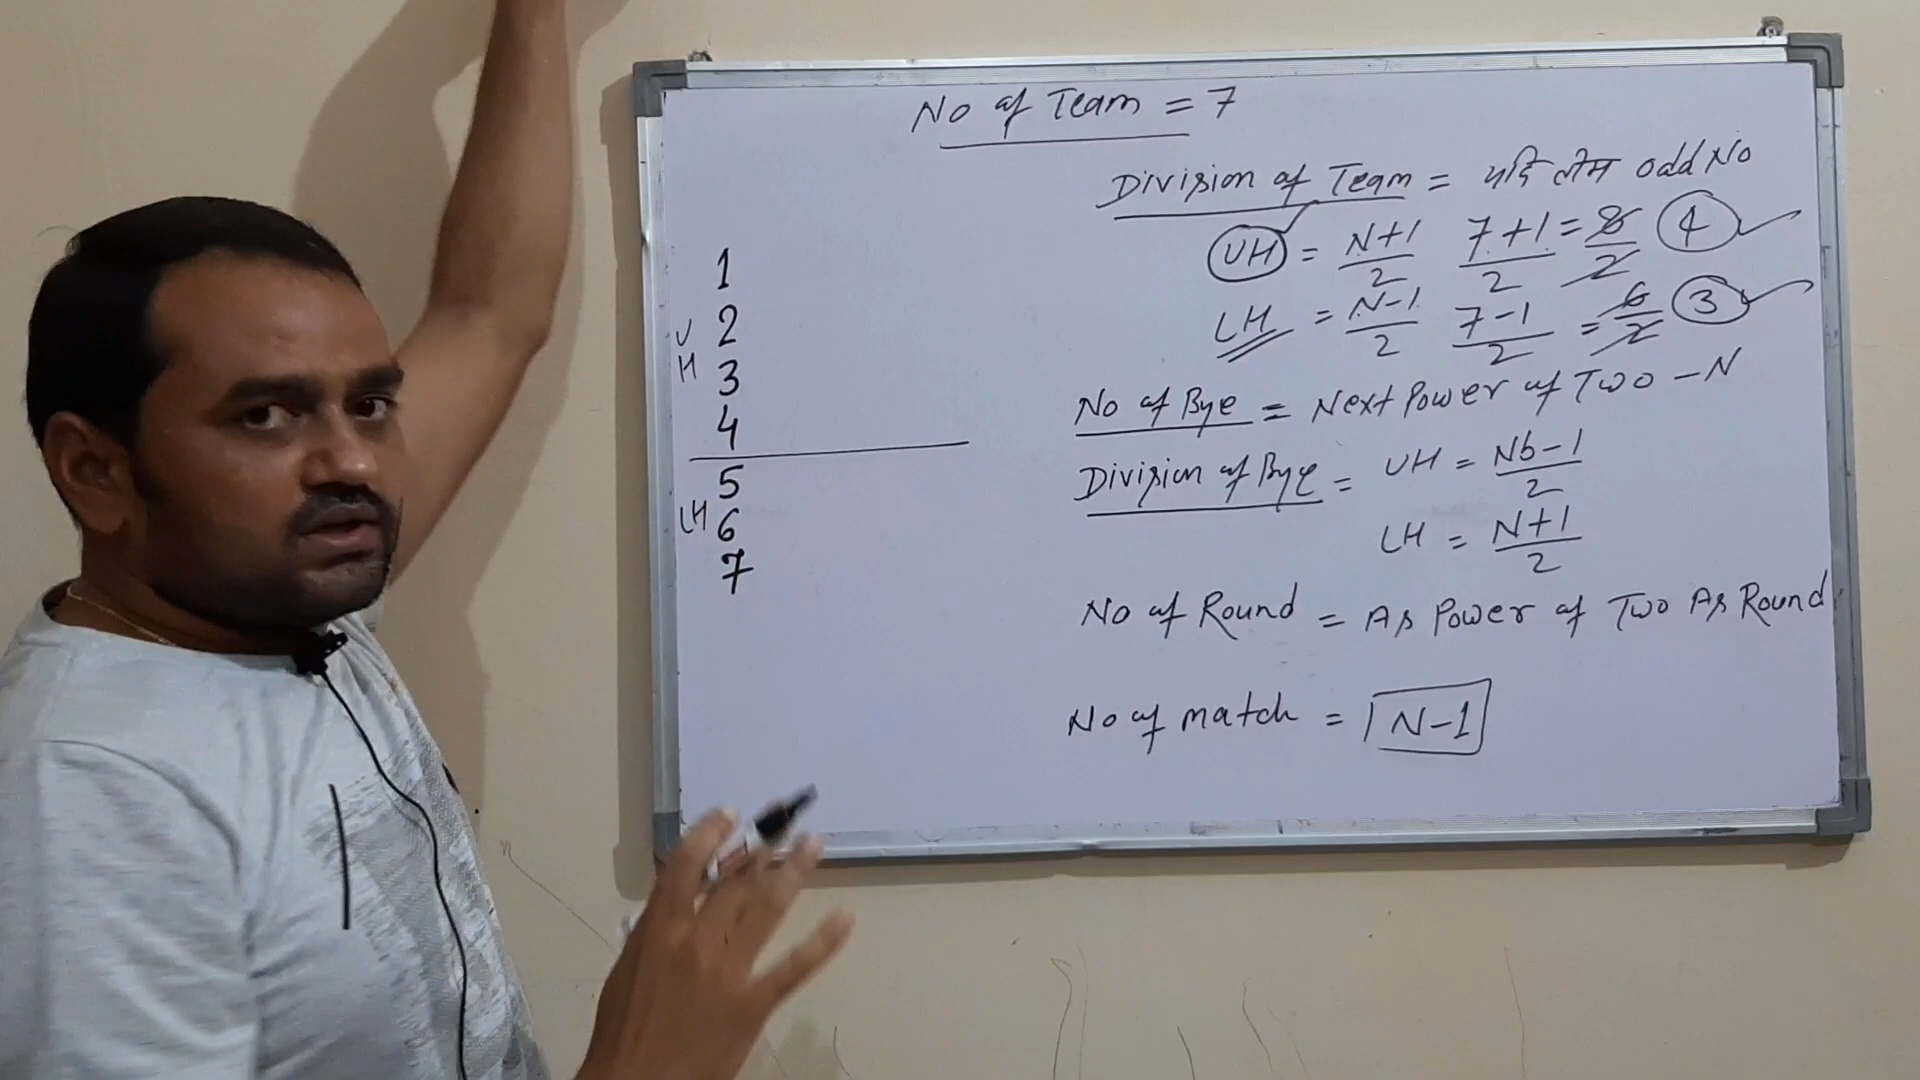 No of Team = 7
Division of Team = यदि टीम odd No
UH = N+1/2 7+1/2 = 8/2 4
LH = N-1/2 7-1/2 = 6/2 3
No of Bye = Next Power of Two - N
Division of Bye = UH = Nb-1/2
LH = N+1/2
No of Round = As Power of Two As Round
No of match = N-1
1
U 2
H 3
4
5
LH 6
7